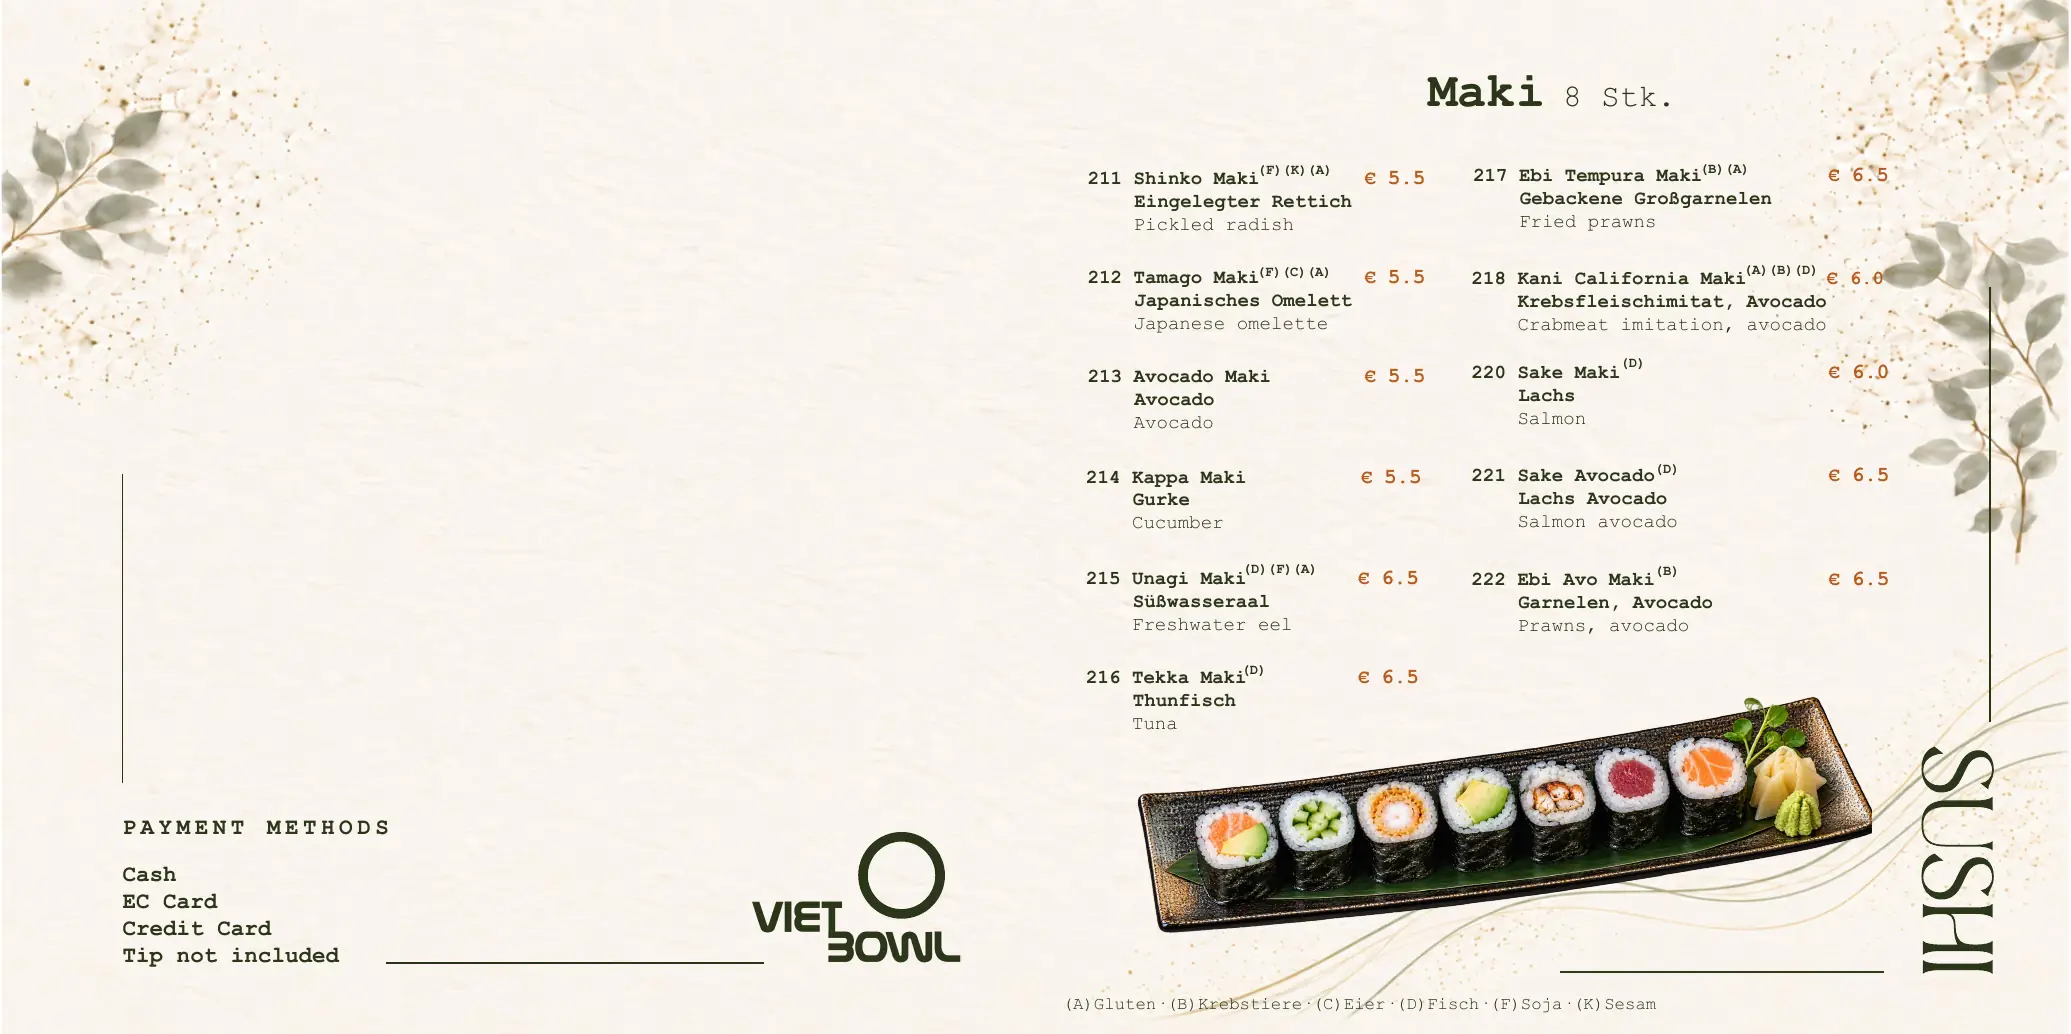 PAYMENT METHODS
Cash
EC Card
Credit Card
Tip not included
VIET
BOWL
Maki 8 Stk.
211 Shinko Maki(F)(K)(A) € 5.5
Eingelegter Rettich
Pickled radish
212 Tamago Maki(F)(C)(A) € 5.5
Japanisches Omelett
Japanese omelette
213 Avocado Maki € 5.5
Avocado
Avocado
214 Kappa Maki € 5.5
Gurke
Cucumber
215 Unagi Maki(D)(F)(A) € 6.5
Süßwasseraal
Freshwater eel
216 Tekka Maki(D) € 6.5
Thunfisch
Tuna
217 Ebi Tempura Maki(B)(A) € 6.5
Gebackene Großgarnelen
Fried prawns
218 Kani California Maki(A)(B)(D) € 6.0
Krebsfleischimitat, Avocado
Crabmeat imitation, avocado
220 Sake Maki(D) € 6.0
Lachs
Salmon
221 Sake Avocado(D) € 6.5
Lachs Avocado
Salmon avocado
222 Ebi Avo Maki(B) € 6.5
Garnelen, Avocado
Prawns, avocado
SUSHI
(A)Gluten·(B)Krebstiere·(C)Eier·(D)Fisch·(F)Soja·(K)Sesam